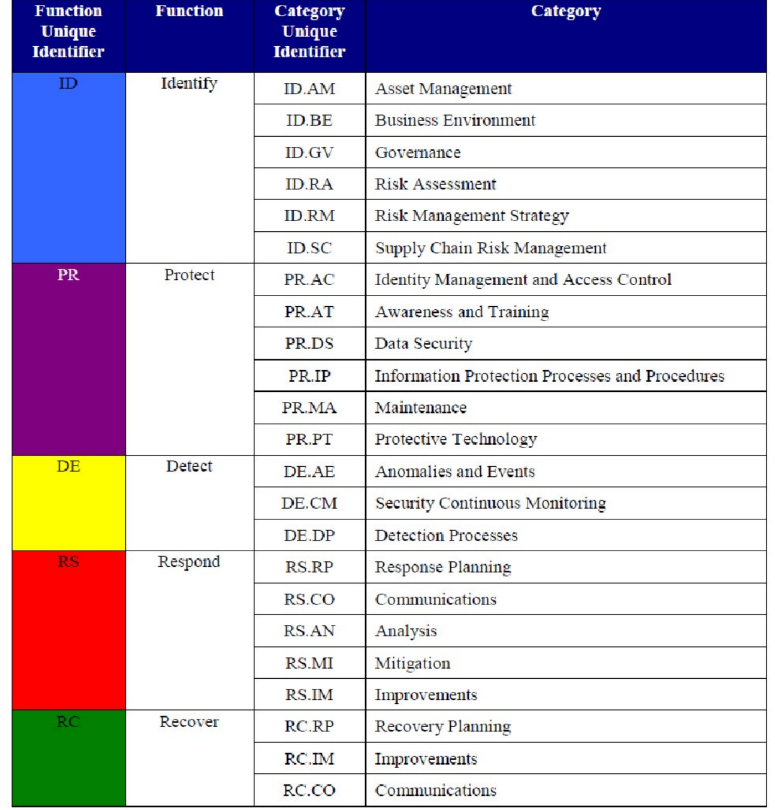 Function Unique Identifier Function Category Unique Identifier Category
ID Identify ID.AM Asset Management
ID.BE Business Environment
ID.GV Governance
ID.RA Risk Assessment
ID.RM Risk Management Strategy
ID.SC Supply Chain Risk Management
PR Protect PR.AC Identity Management and Access Control
PR.AT Awareness and Training
PR.DS Data Security
PR.IP Information Protection Processes and Procedures
PR.MA Maintenance
PR.PT Protective Technology
DE Detect DE.AE Anomalies and Events
DE.CM Security Continuous Monitoring
DE.DP Detection Processes
RS Respond RS.RP Response Planning
RS.CO Communications
RS.AN Analysis
RS.MI Mitigation
RS.IM Improvements
RC Recover RC.RP Recovery Planning
RC.IM Improvements
RC.CO Communications